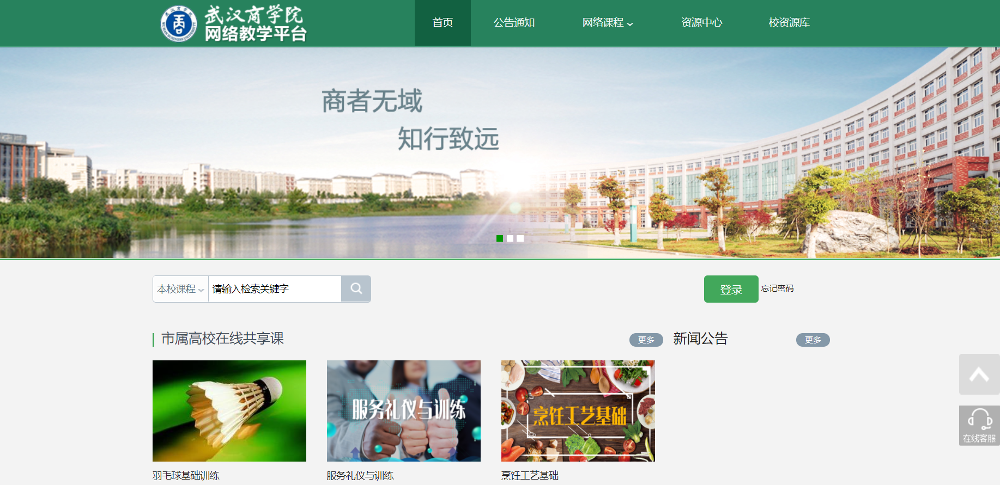 武汉商学院
网络教学平台
首页
公告通知
网络课程
资源中心
校资源库
商者无域
知行致远
本校课程
请输入检索关键字
登录
忘记密码
市属高校在线共享课
更多
新闻公告
更多
服务礼仪与训练
烹饪工艺基础
在线客服
羽毛球基础训练
服务礼仪与训练
烹饪工艺基础